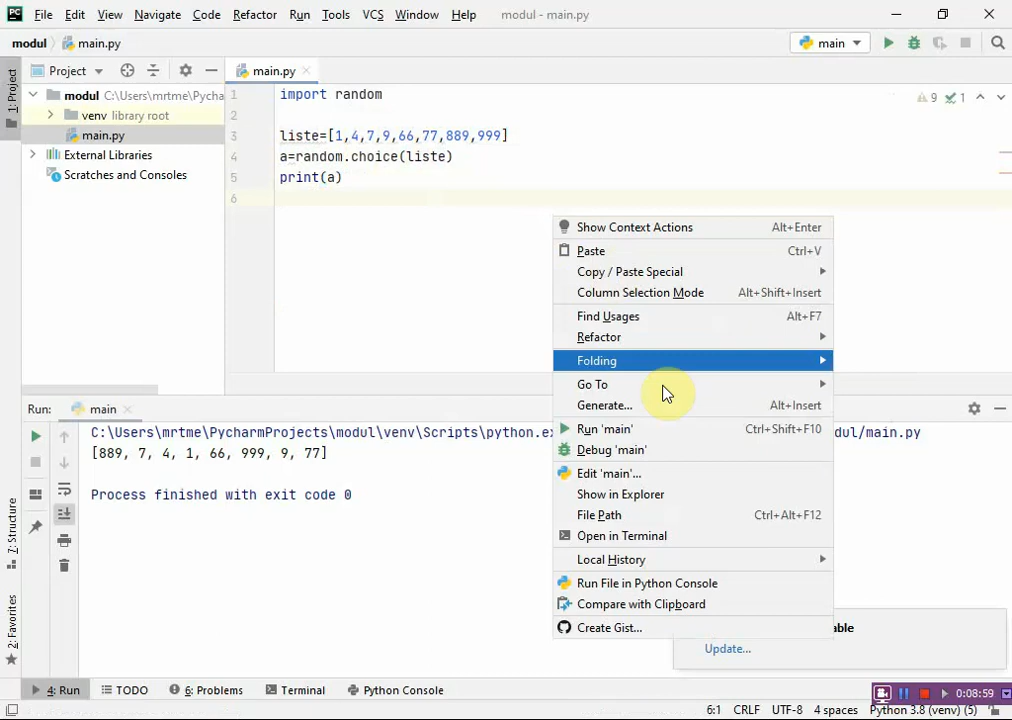 PC File Edit View Navigate Code Refactor Run Tools VCS Window Help modul - main.py
modul main.py main
1: Project
Project
modul C:\Users\mrtme\Pycha
venv library root
main.py
External Libraries
Scratches and Consoles
main.py
9 1
1 import random
2
3 liste=[1,4,7,9,66,77,889,999]
4 a=random.choice(liste)
5 print(a)
6
Show Context Actions Alt+Enter
Paste Ctrl+V
Copy / Paste Special
Column Selection Mode Alt+Shift+Insert
Find Usages Alt+F7
Refactor
Folding
Go To
Generate... Alt+Insert
Run 'main' Ctrl+Shift+F10
Debug 'main'
Edit 'main'...
Show in Explorer
File Path Ctrl+Alt+F12
Open in Terminal
Local History
Run File in Python Console
Compare with Clipboard
Create Gist...
Run: main
C:\Users\mrtme\PycharmProjects\modul\venv\Scripts\python.ex dul/main.py
[889, 7, 4, 1, 66, 999, 9, 77]
Process finished with exit code 0
7: Structure
2: Favorites
able
Update...
4: Run TODO 6: Problems Terminal Python Console
0:08:59
6:1 CRLF UTF-8 4 spaces Python 3.8 (venv) (5)